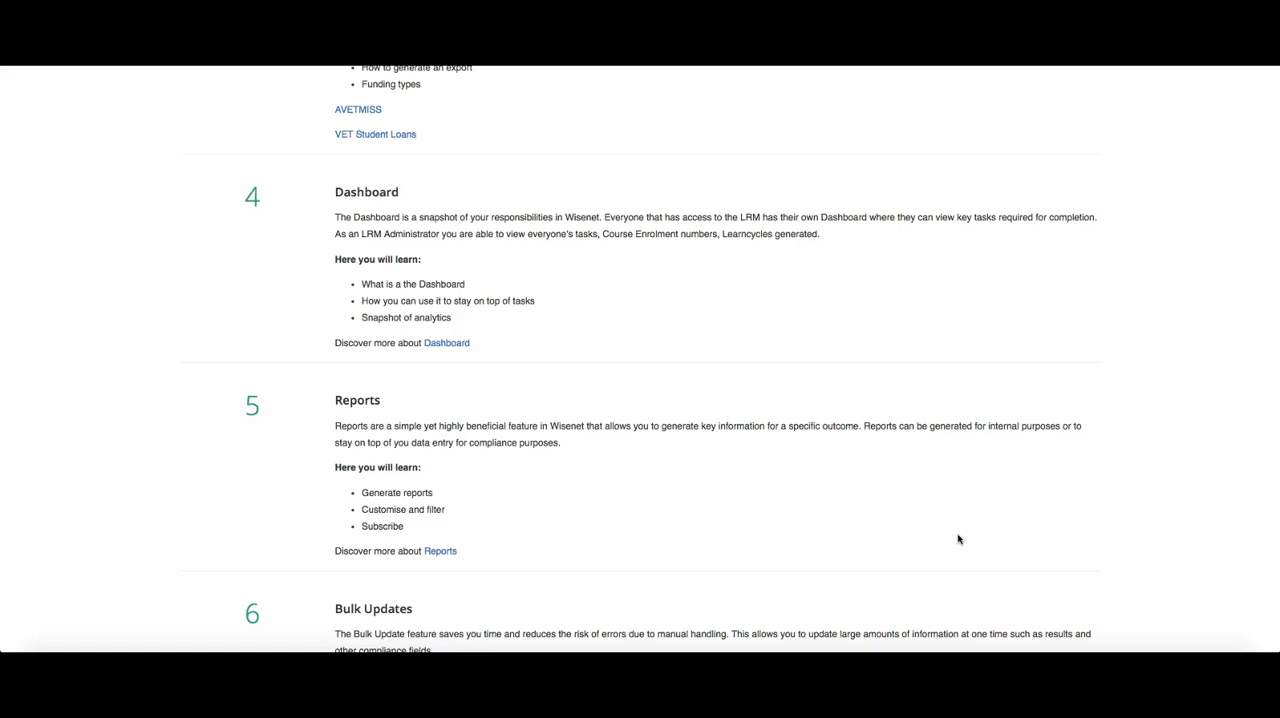 How to generate an export
Funding types
AVETMISS
VET Student Loans
4
Dashboard
The Dashboard is a snapshot of your responsibilities in Wisenet. Everyone that has access to the LRM has their own Dashboard where they can view key tasks required for completion.
As an LRM Administrator you are able to view everyone's tasks, Course Enrolment numbers, Learncycles generated.
Here you will learn:
What is a the Dashboard
How you can use it to stay on top of tasks
Snapshot of analytics
Discover more about Dashboard
5
Reports
Reports are a simple yet highly beneficial feature in Wisenet that allows you to generate key information for a specific outcome. Reports can be generated for internal purposes or to
stay on top of you data entry for compliance purposes.
Here you will learn:
Generate reports
Customise and filter
Subscribe
Discover more about Reports
6
Bulk Updates
The Bulk Update feature saves you time and reduces the risk of errors due to manual handling. This allows you to update large amounts of information at one time such as results and
other compliance fields